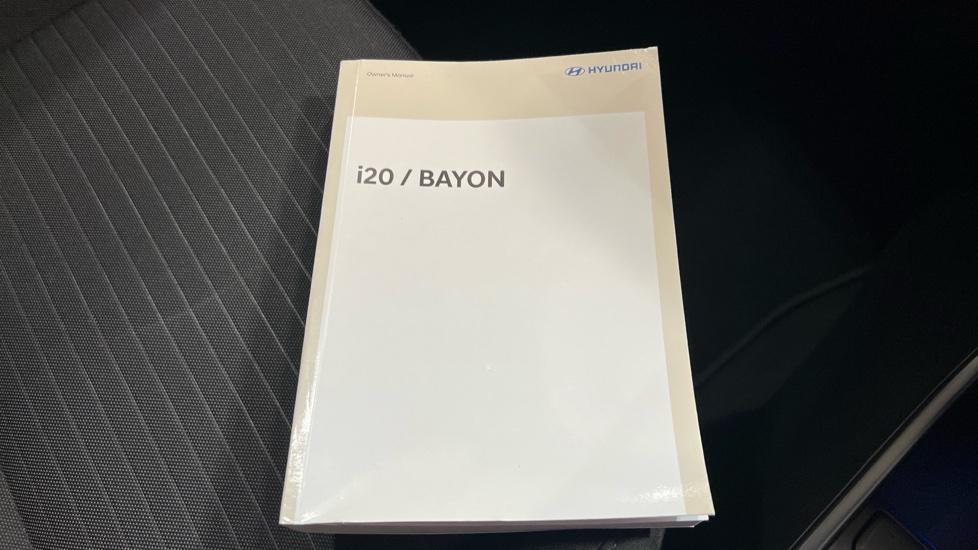 Owner's Manual
HYUNDAI
i20 / BAYON